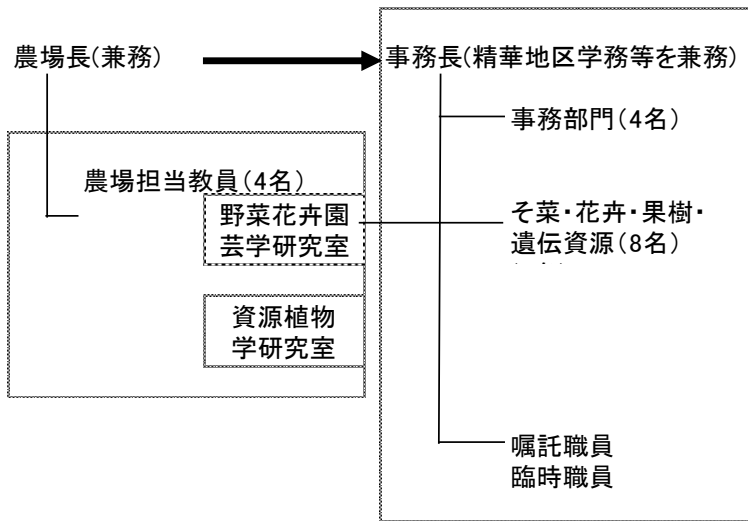 農場長(兼務)
事務長(精華地区学務等を兼務)
事務部門(4名)
農場担当教員(4名)
野菜花卉園
芸学研究室
そ菜・花卉・果樹・
遺伝資源(8名)
資源植物
学研究室
嘱託職員
臨時職員